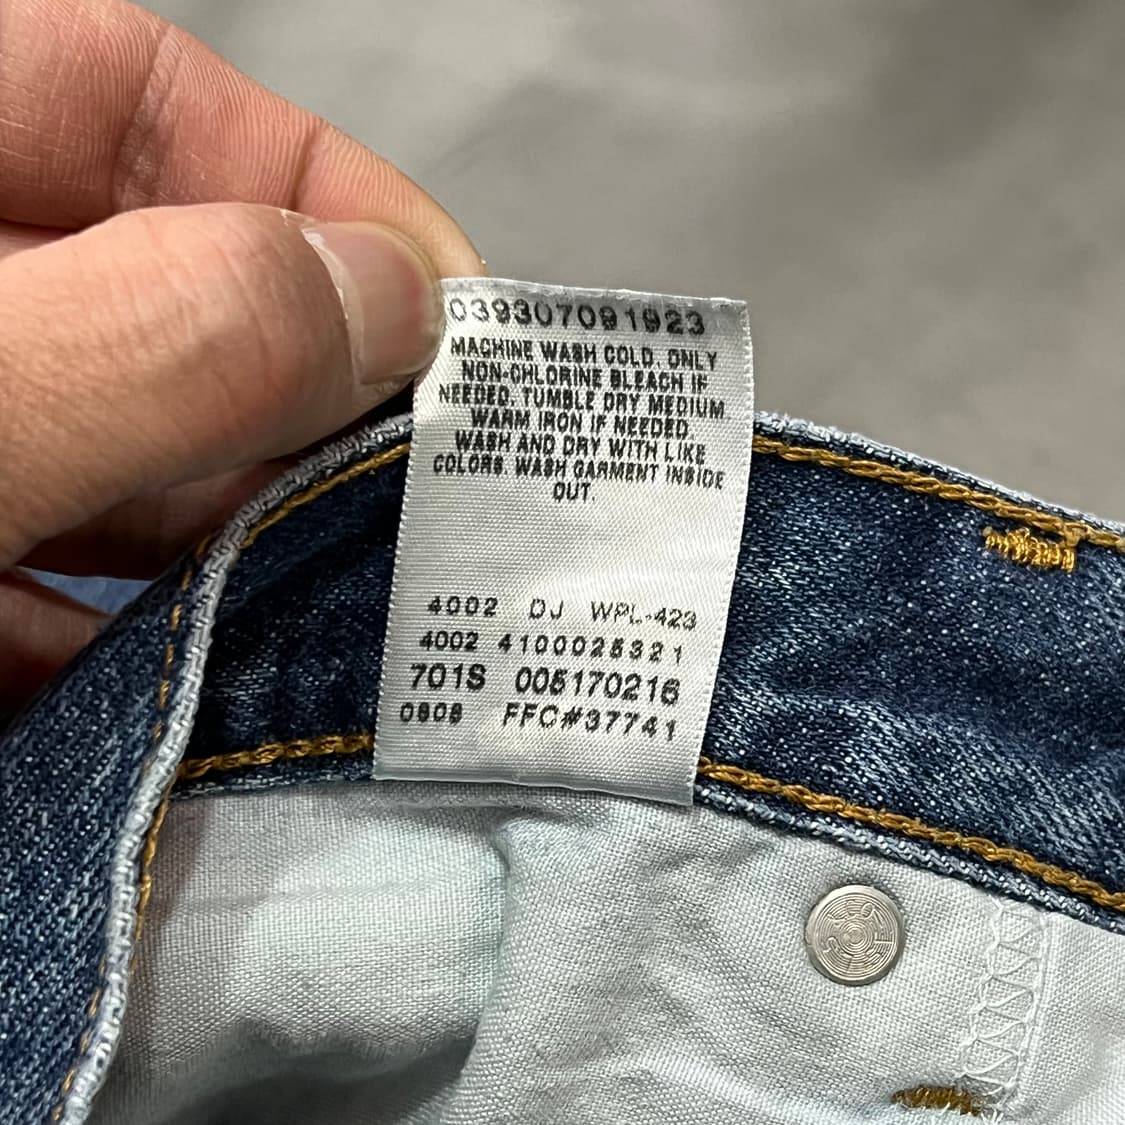 039307091923
MACHINE WASH COLD. ONLY
NON-CHLORINE BLEACH IF
NEEDED. TUMBLE DRY MEDIUM
WARM IRON IF NEEDED.
WASH AND DRY WITH LIKE
COLORS. WASH GARMENT INSIDE
OUT.
4002 DJ WPL-423
4002 4100025321
701S 005170216
0808 FFC#37741